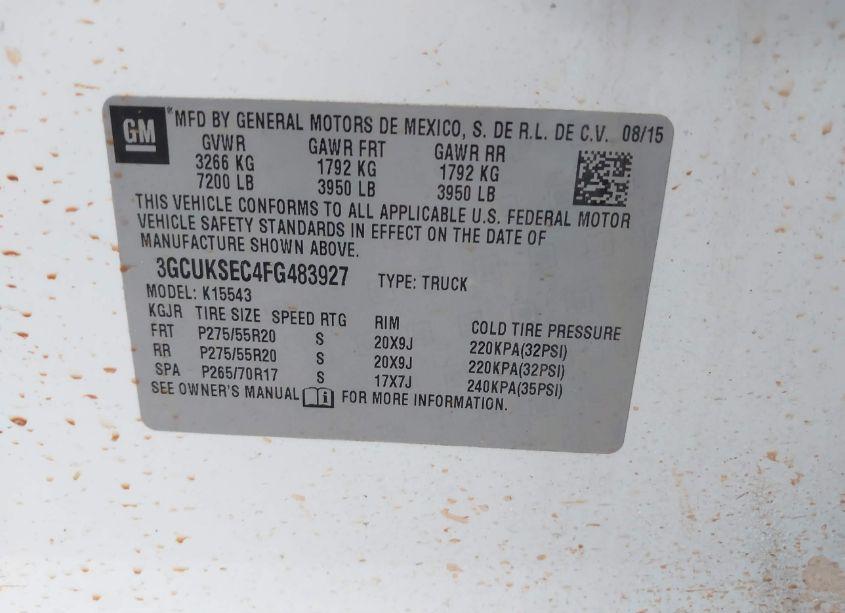 GM MFD BY GENERAL MOTORS DE MEXICO, S. DE R.L. DE C.V. 08/15
GVWR GAWR FRT GAWR RR
3266 KG 1792 KG 1792 KG
7200 LB 3950 LB 3950 LB
THIS VEHICLE CONFORMS TO ALL APPLICABLE U.S. FEDERAL MOTOR
VEHICLE SAFETY STANDARDS IN EFFECT ON THE DATE OF
MANUFACTURE SHOWN ABOVE.
3GCUKSEC4FG483927 TYPE: TRUCK
MODEL: K15543
KGJR TIRE SIZE SPEED RTG RIM COLD TIRE PRESSURE
FRT P275/55R20 S 20X9J 220KPA(32PSI)
RR P275/55R20 S 20X9J 220KPA(32PSI)
SPA P265/70R17 S 17X7J 240KPA(35PSI)
SEE OWNER'S MANUAL i FOR MORE INFORMATION.